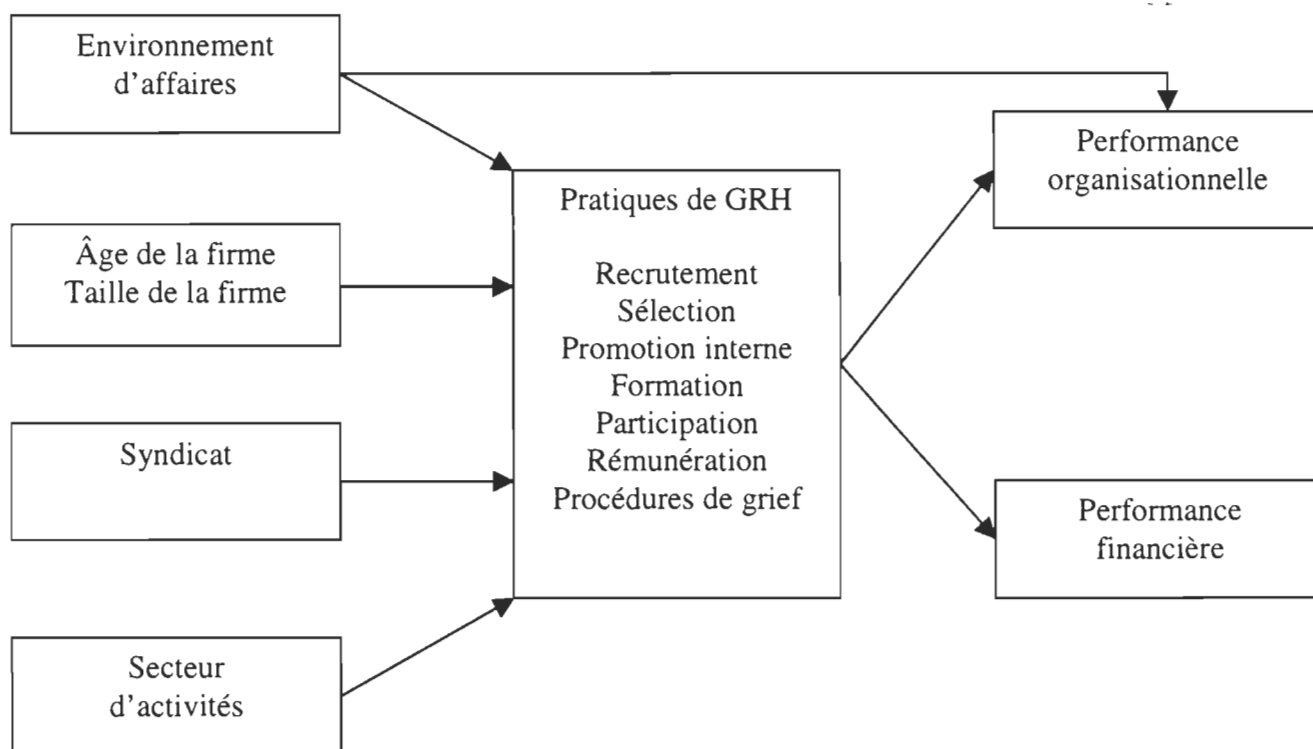 Environnement
d'affaires
Âge de la firme
Taille de la firme
Syndicat
Secteur
d'activités
Pratiques de GRH
Recrutement
Sélection
Promotion interne
Formation
Participation
Rémunération
Procédures de grief
Performance
organisationnelle
Performance
financière